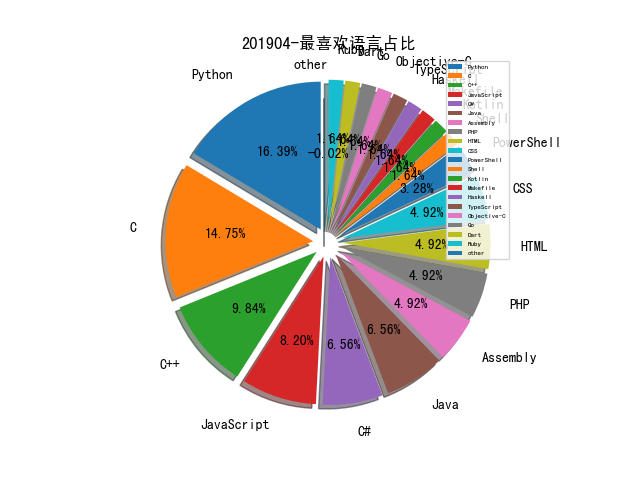 201904-最喜欢语言占比
other
Ruby
Dart
Go
Objective-C
TypeScript
Haskell
Makefile
Kotlin
Shell
PowerShell
CSS
HTML
PHP
Assembly
Java
C#
JavaScript
C++
C
Python
16.39%
14.75%
9.84%
8.20%
6.56%
6.56%
4.92%
4.92%
4.92%
4.92%
3.28%
1.64%
1.64%
1.64%
1.64%
1.64%
1.64%
1.64%
1.64%
1.64%
-0.02%
Python
C
C++
JavaScript
C#
Java
Assembly
PHP
HTML
CSS
PowerShell
Shell
Kotlin
Makefile
Haskell
TypeScript
Objective-C
Go
Dart
Ruby
other